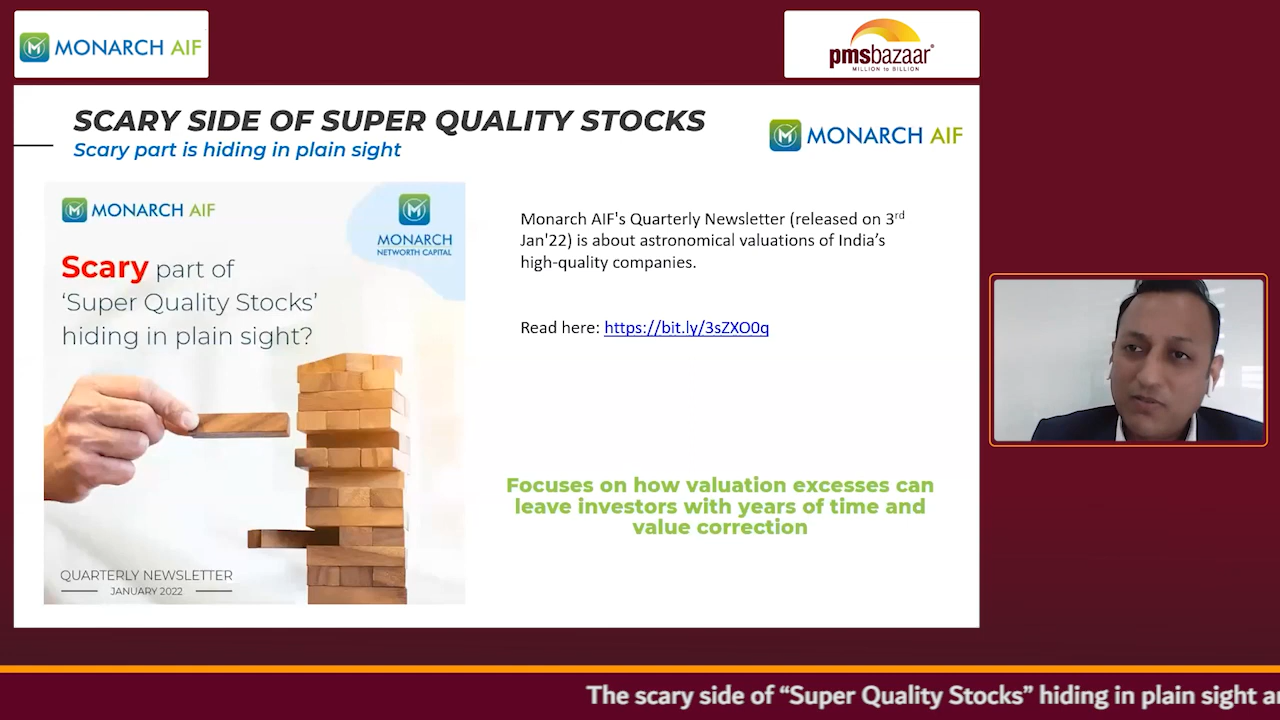 MONARCH AIF
pmsbazaar
MILLION to BILLION
SCARY SIDE OF SUPER QUALITY STOCKS
Scary part is hiding in plain sight
MONARCH AIF
MONARCH AIF
MONARCH
NETWORTH CAPITAL
Scary part of
‘Super Quality Stocks’
hiding in plain sight?
QUARTERLY NEWSLETTER
JANUARY 2022
Monarch AIF's Quarterly Newsletter (released on 3rd
Jan'22) is about astronomical valuations of India’s
high-quality companies.
Read here: https://bit.ly/3sZXO0q
Focuses on how valuation excesses can
leave investors with years of time and
value correction
The scary side of “Super Quality Stocks” hiding in plain sight